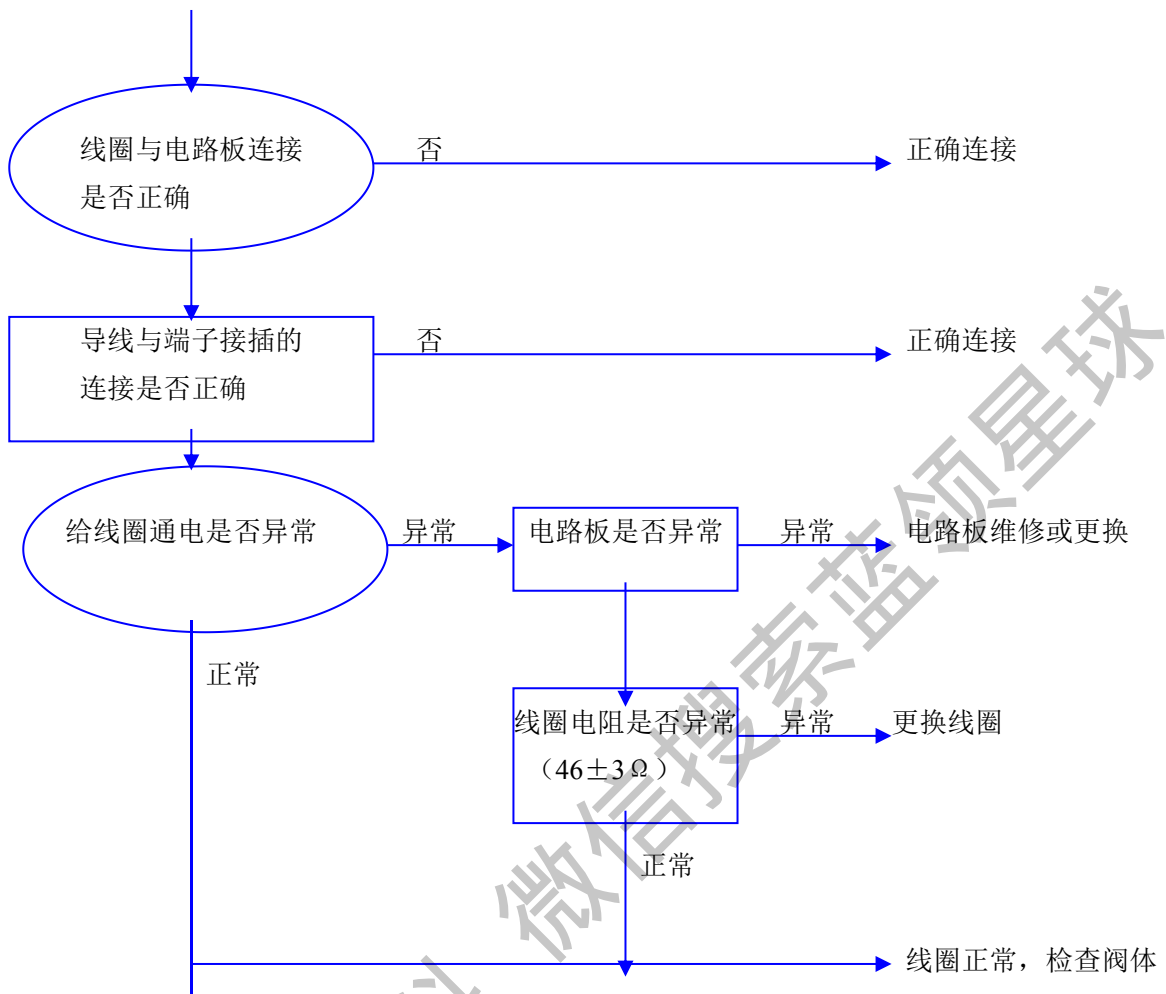 线圈与电路板连接
是否正确
否
正确连接
导线与端子接插的
连接是否正确
否
正确连接
给线圈通电是否异常
异常
电路板是否异常
异常
电路板维修或更换
正常
线圈电阻是否异常
（46±3Ω）
异常
更换线圈
正常
线圈正常，检查阀体
微信搜索蓝领星球